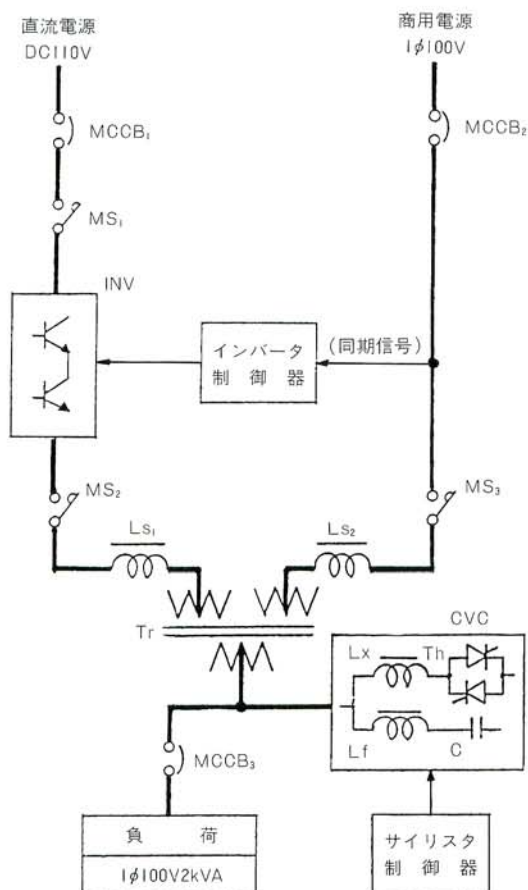 直流電源
DC110V
商用電源
1φ100V
MCCB₁
MCCB₂
MS₁
INV
インバータ
制御器
(同期信号)
MS₂
MS₃
Ls₁
Ls₂
Tr
CVC
Lx
Th
Lf
C
MCCB₃
負荷
1φ100V2kVA
サイリスタ
制御器